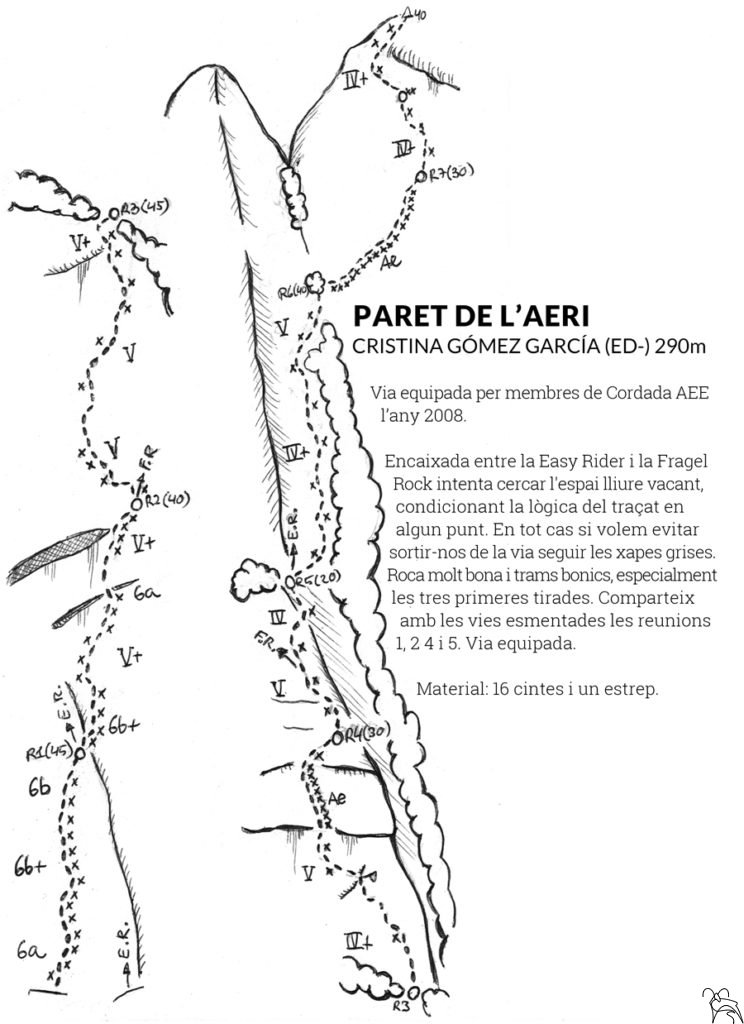 40
IV+
IV+
R7(30)
Ae
R3(45)
V+
R6(40)
V
V
IV+
V
F.R.
R2(40)
V+
E.R.
R5(20)
6a
IV
F.R.
V+
V
E.R.
6b+
R1(45)
R4(30)
6b
Ae
6b+
V
E.R.
IV+
6a
R3
PARET DE L'AERI
CRISTINA GÓMEZ GARCÍA (ED-) 290m
Via equipada per membres de Cordada AEE
l'any 2008.
Encaixada entre la Easy Rider i la Fragel
Rock intenta cercar l'espai lliure vacant,
condicionant la lògica del traçat en
algun punt. En tot cas si volem evitar
sortir-nos de la via seguir les xapes grises.
Roca molt bona i trams bonics, especialment
les tres primeres tirades. Comparteix
amb les vies esmentades les reunions
1, 2 4 i 5. Via equipada.
Material: 16 cintes i un estrep.